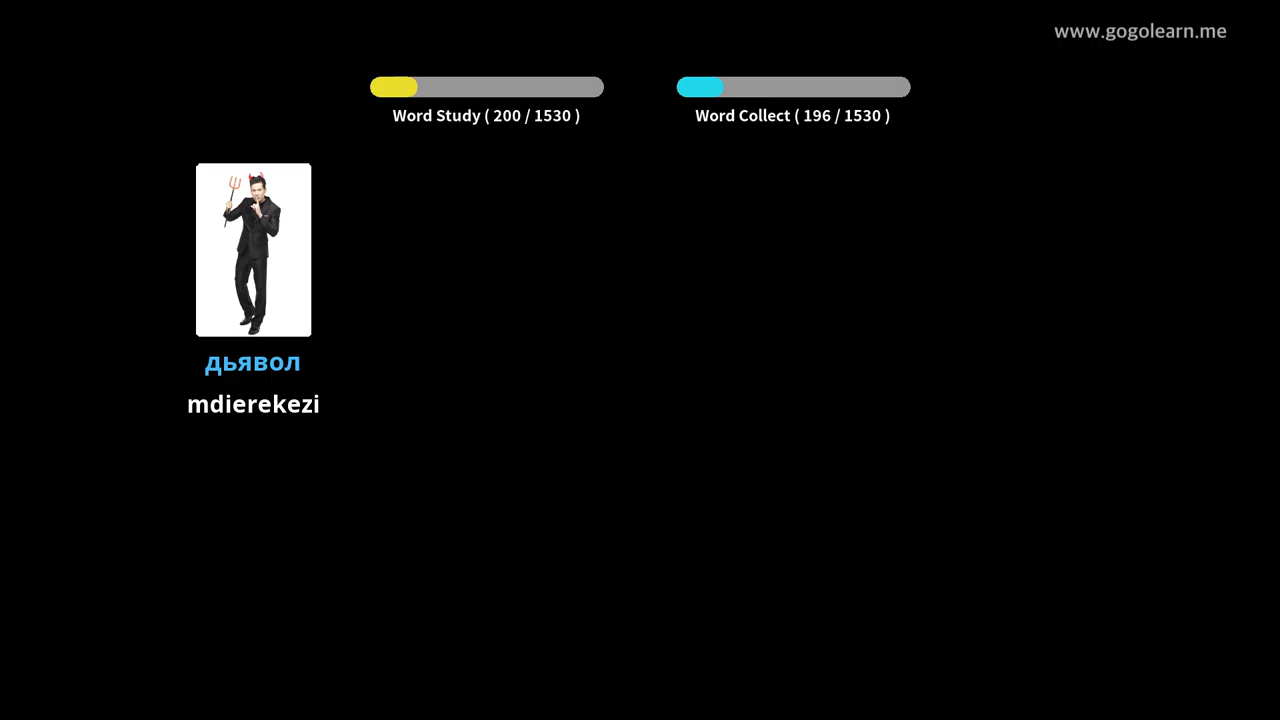 www.gogolearn.me
Word Study ( 200 / 1530 )
Word Collect ( 196 / 1530 )
дьявол
mdierekezi